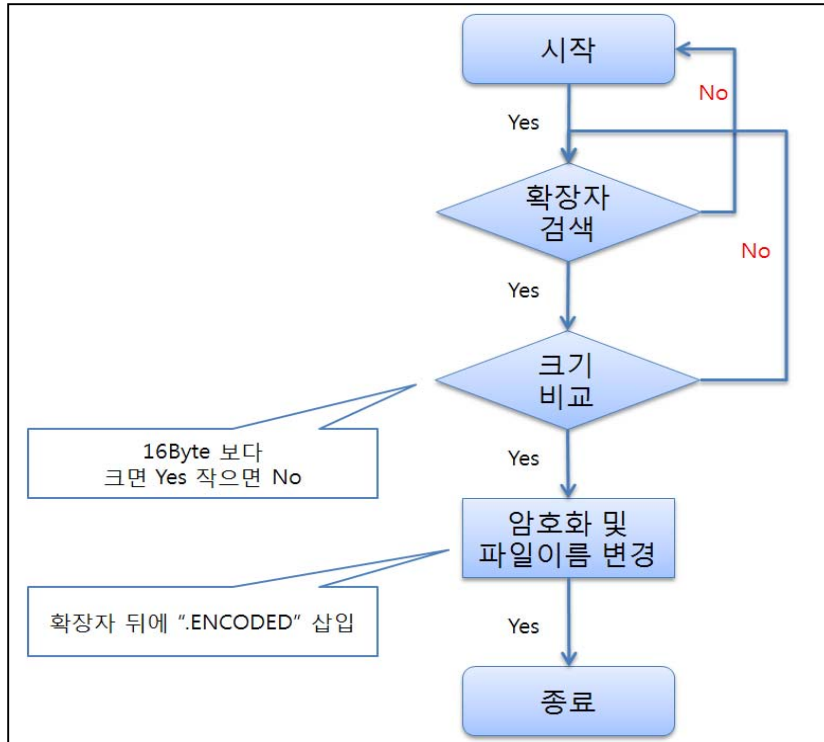 시작
No
Yes
확장자
검색
No
Yes
크기
비교
16Byte 보다
크면 Yes 작으면 No
Yes
암호화 및
파일이름 변경
확장자 뒤에 “.ENCODED” 삽입
Yes
종료